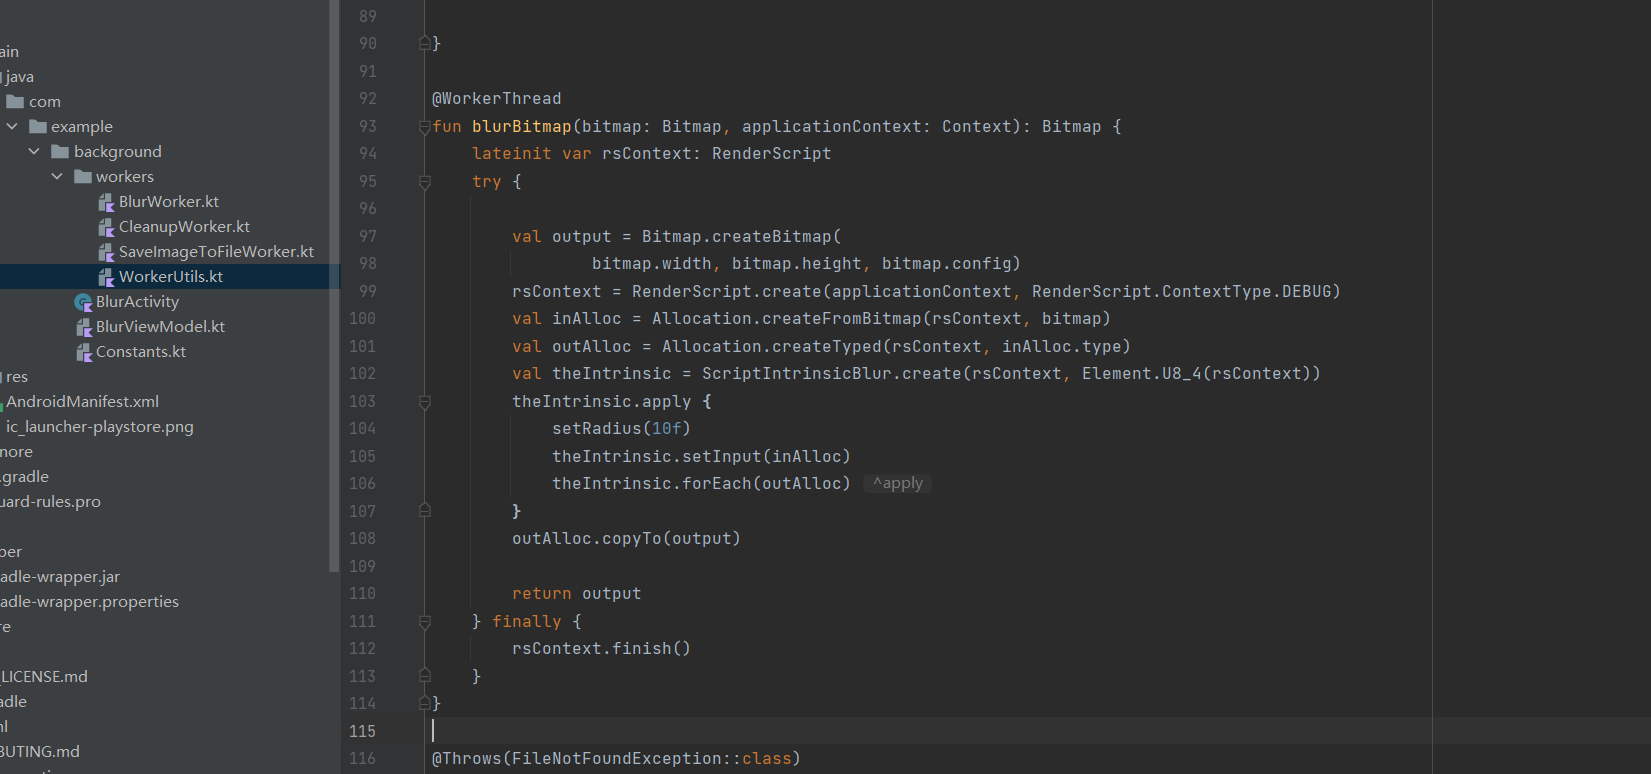 ain
java
com
example
background
workers
BlurWorker.kt
CleanupWorker.kt
SaveImageToFileWorker.kt
WorkerUtils.kt
BlurActivity
BlurViewModel.kt
Constants.kt
res
AndroidManifest.xml
ic_launcher-playstore.png
nore
.gradle
uard-rules.pro
per
adle-wrapper.jar
adle-wrapper.properties
re
_LICENSE.md
adle
ml
BUTING.md
89
90 }
91
92 @WorkerThread
93 fun blurBitmap(bitmap: Bitmap, applicationContext: Context): Bitmap {
94 lateinit var rsContext: RenderScript
95 try {
96
97 val output = Bitmap.createBitmap(
98 bitmap.width, bitmap.height, bitmap.config)
99 rsContext = RenderScript.create(applicationContext, RenderScript.ContextType.DEBUG)
100 val inAlloc = Allocation.createFromBitmap(rsContext, bitmap)
101 val outAlloc = Allocation.createTyped(rsContext, inAlloc.type)
102 val theIntrinsic = ScriptIntrinsicBlur.create(rsContext, Element.U8_4(rsContext))
103 theIntrinsic.apply {
104 setRadius(10f)
105 theIntrinsic.setInput(inAlloc)
106 theIntrinsic.forEach(outAlloc) ^apply
107 }
108 outAlloc.copyTo(output)
109
110 return output
111 } finally {
112 rsContext.finish()
113 }
114 }
115
116 @Throws(FileNotFoundException::class)